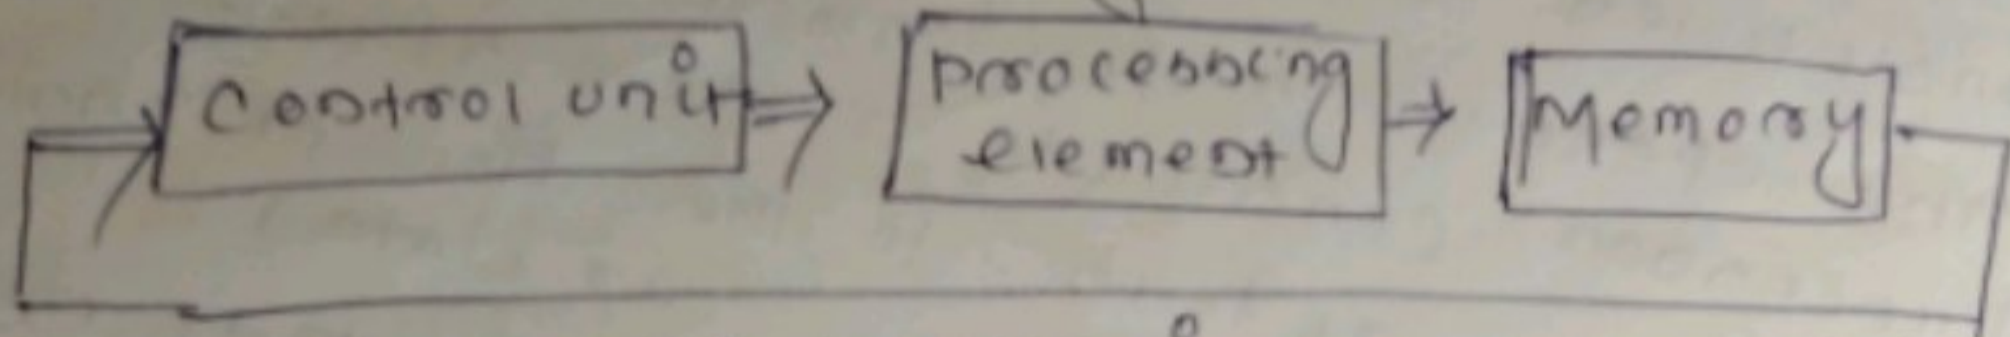 Control unit
processing
element
Memory